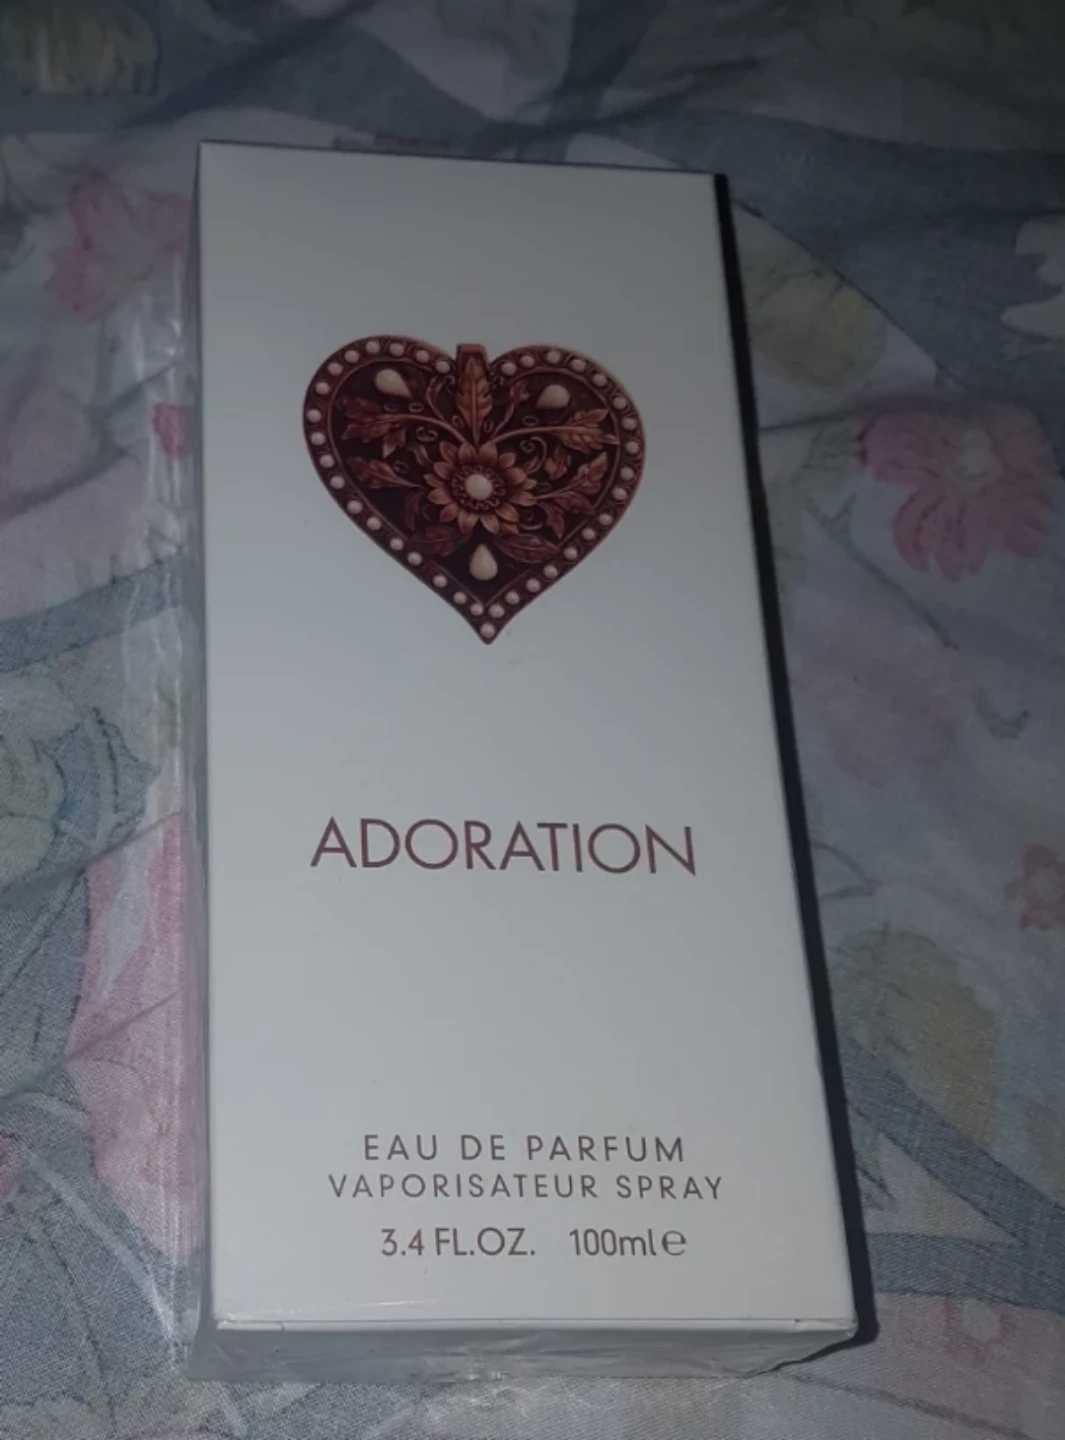 ADORATION
EAU DE PARFUM
VAPORISATEUR SPRAY
3.4 FL.OZ. 100ml ℮